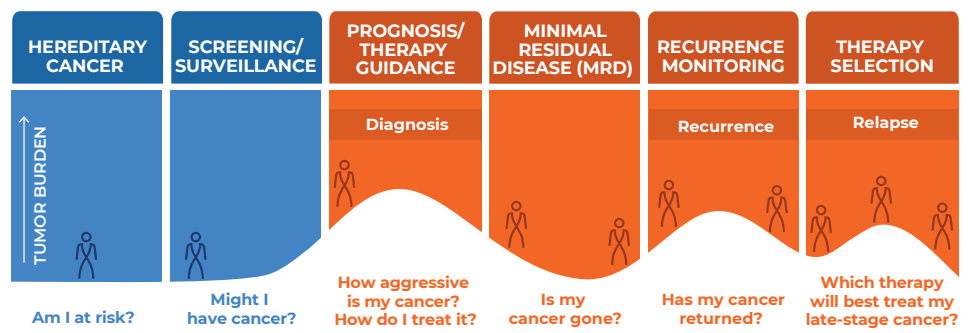 HEREDITARY
CANCER
SCREENING/
SURVEILLANCE
PROGNOSIS/
THERAPY
GUIDANCE
MINIMAL
RESIDUAL
DISEASE (MRD)
RECURRENCE
MONITORING
THERAPY
SELECTION
TUMOR BURDEN
Diagnosis
Recurrence
Relapse
Am I at risk?
Might I
have cancer?
How aggressive
is my cancer?
How do I treat it?
Is my
cancer gone?
Has my cancer
returned?
Which therapy
will best treat my
late-stage cancer?